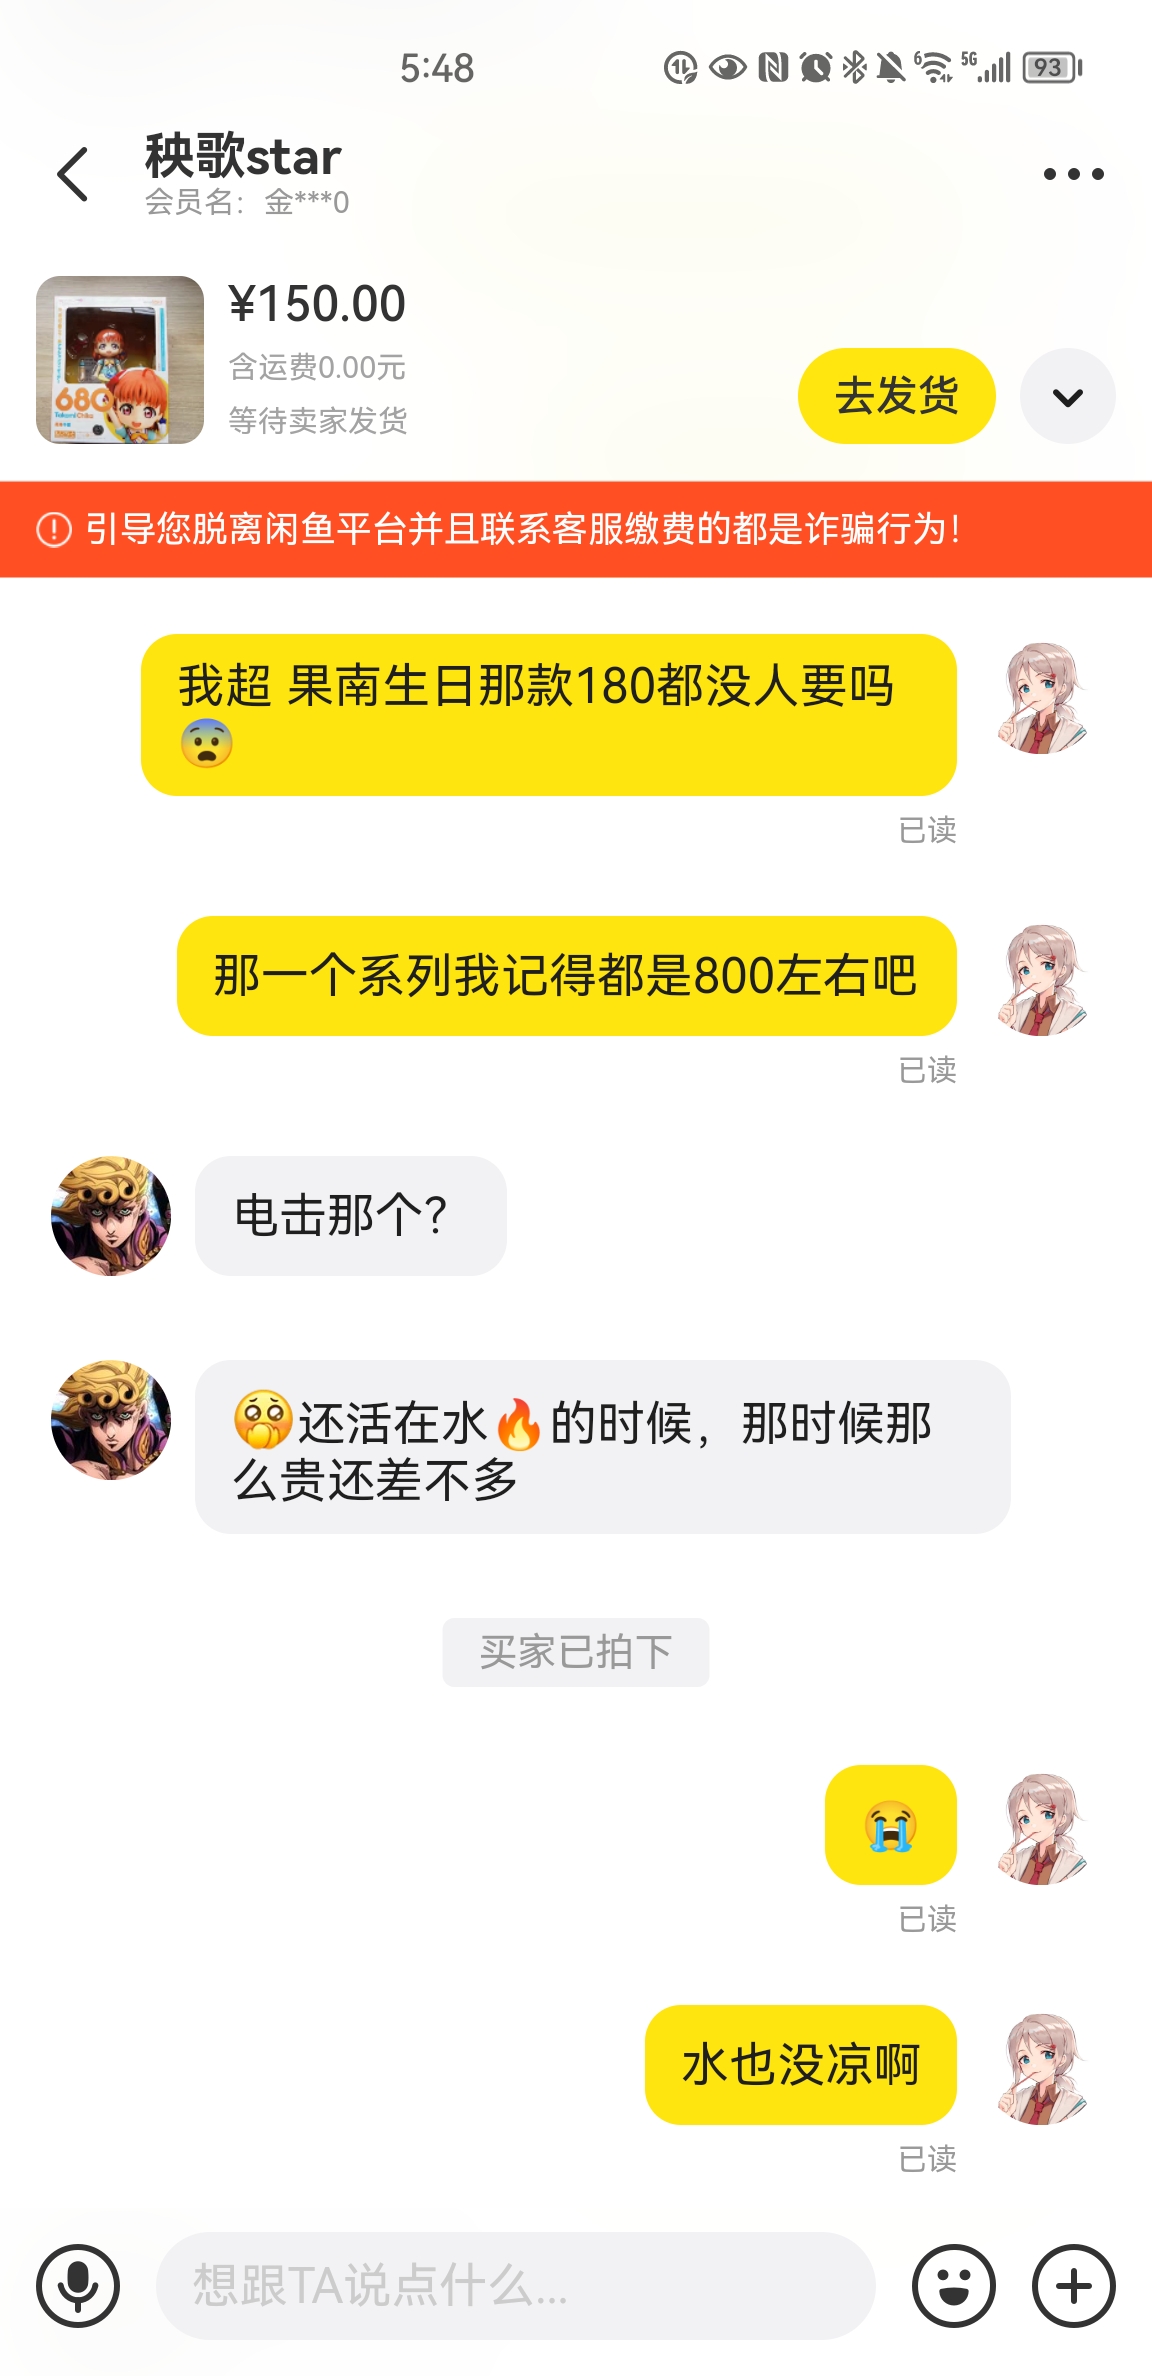 5:48
6
5G
93
秧歌star
会员名：金***0
¥150.00
含运费0.00元
等待卖家发货
去发货
680
Takami Chika
引导您脱离闲鱼平台并且联系客服缴费的都是诈骗行为！
我超 果南生日那款180都没人要吗
😨
已读
那一个系列我记得都是800左右吧
已读
电击那个？
🥺还活在水🔥的时候，那时候那
么贵还差不多
买家已拍下
😭
已读
水也没凉啊
已读
想跟TA说点什么...